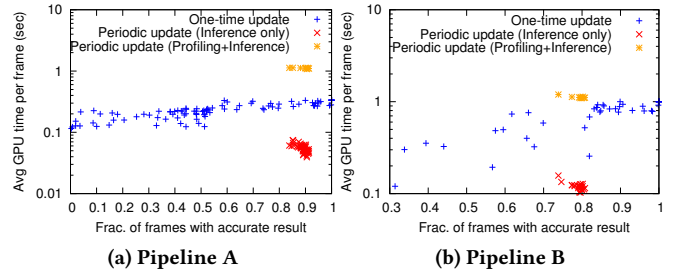 One-time update
Periodic update (Inference only)
Periodic update (Profiling+Inference)
Avg GPU time per frame (sec)
10
1
0.1
0.01
0 0.1 0.2 0.3 0.4 0.5 0.6 0.7 0.8 0.9 1
Frac. of frames with accurate result
(a) Pipeline A
One-time update
Periodic update (Inference only)
Periodic update (Profiling+Inference)
Avg GPU time per frame (sec)
10
1
0.1
0.3 0.4 0.5 0.6 0.7 0.8 0.9 1
Frac. of frames with accurate result
(b) Pipeline B